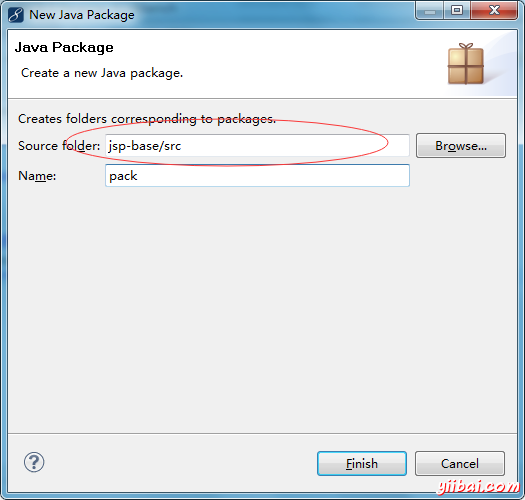 New Java Package
Java Package
Create a new Java package.
Creates folders corresponding to packages.
Source folder: jsp-base/src Browse...
Name: pack
? Finish Cancel
yiibai.com